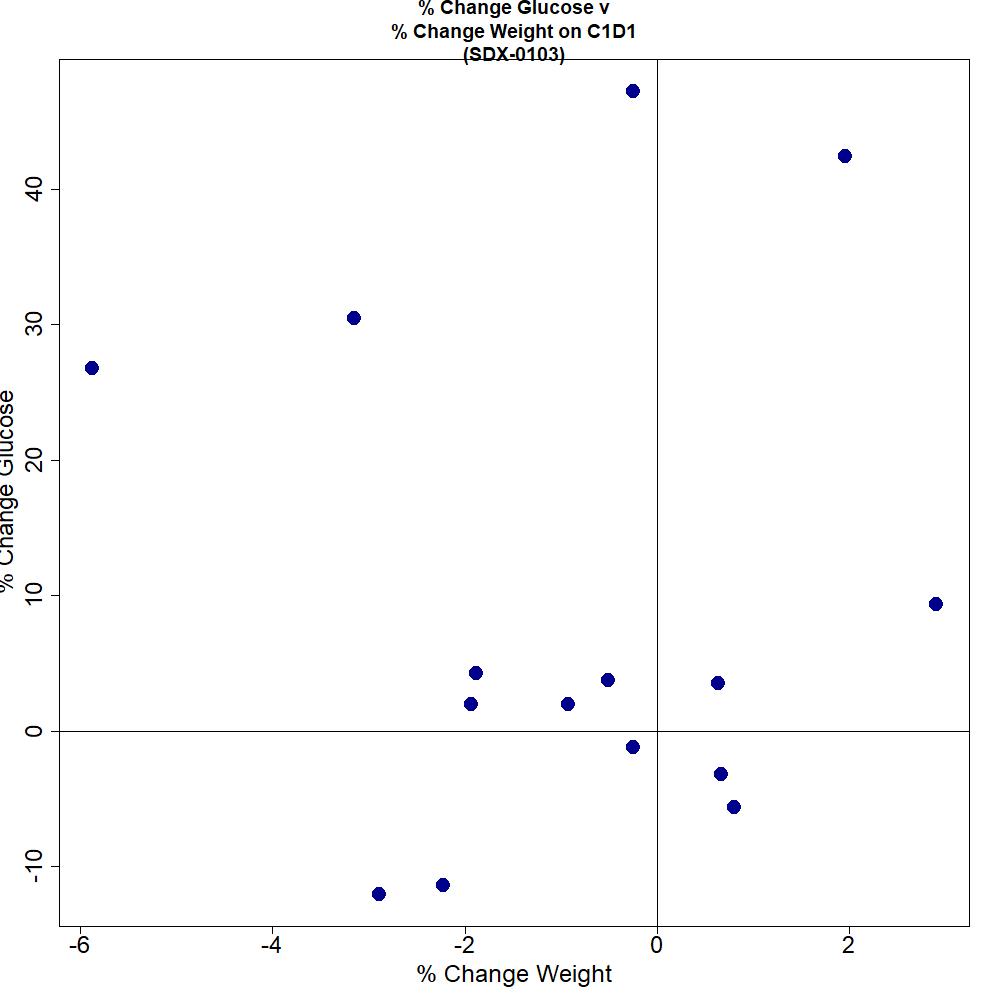 % Change Glucose v
% Change Weight on C1D1
(SDX-0103)
% Change Glucose
40
30
20
10
0
-10
-6
-4
-2
0
2
% Change Weight